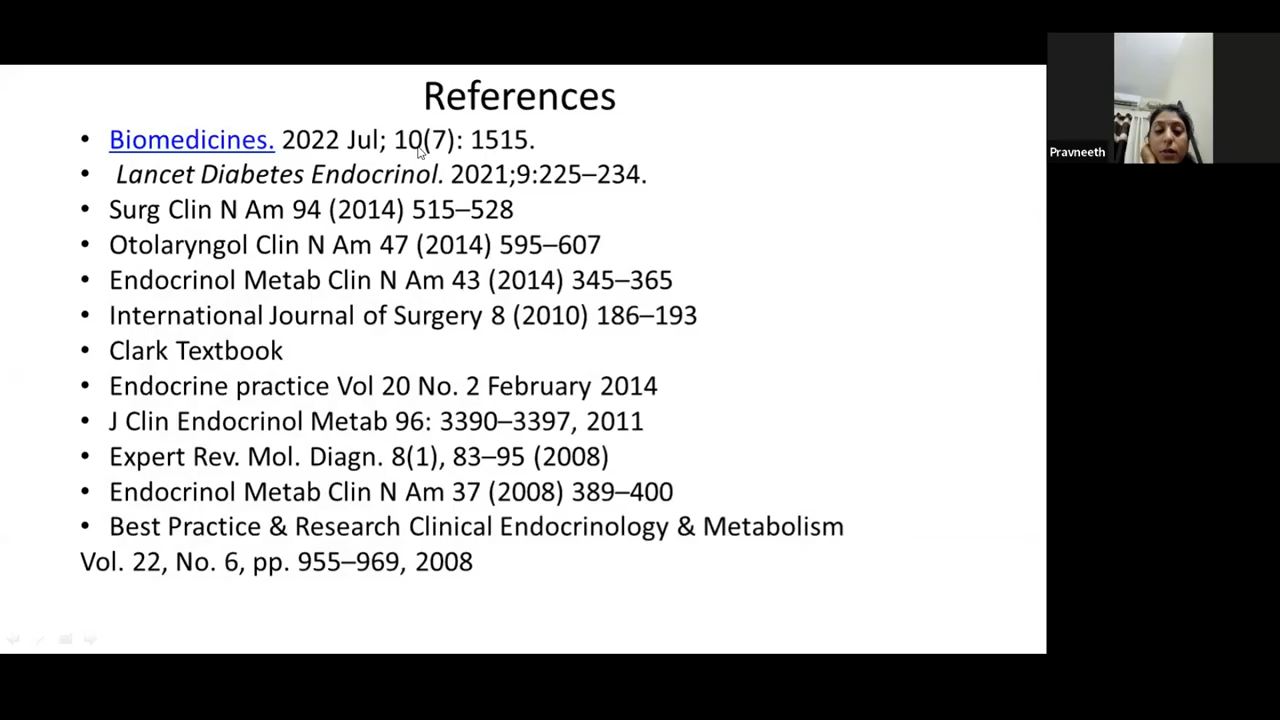 References
• Biomedicines. 2022 Jul; 10(7): 1515.
• Lancet Diabetes Endocrinol. 2021;9:225–234.
• Surg Clin N Am 94 (2014) 515–528
• Otolaryngol Clin N Am 47 (2014) 595–607
• Endocrinol Metab Clin N Am 43 (2014) 345–365
• International Journal of Surgery 8 (2010) 186–193
• Clark Textbook
• Endocrine practice Vol 20 No. 2 February 2014
• J Clin Endocrinol Metab 96: 3390–3397, 2011
• Expert Rev. Mol. Diagn. 8(1), 83–95 (2008)
• Endocrinol Metab Clin N Am 37 (2008) 389–400
• Best Practice & Research Clinical Endocrinology & Metabolism
Vol. 22, No. 6, pp. 955–969, 2008
Pravneeth